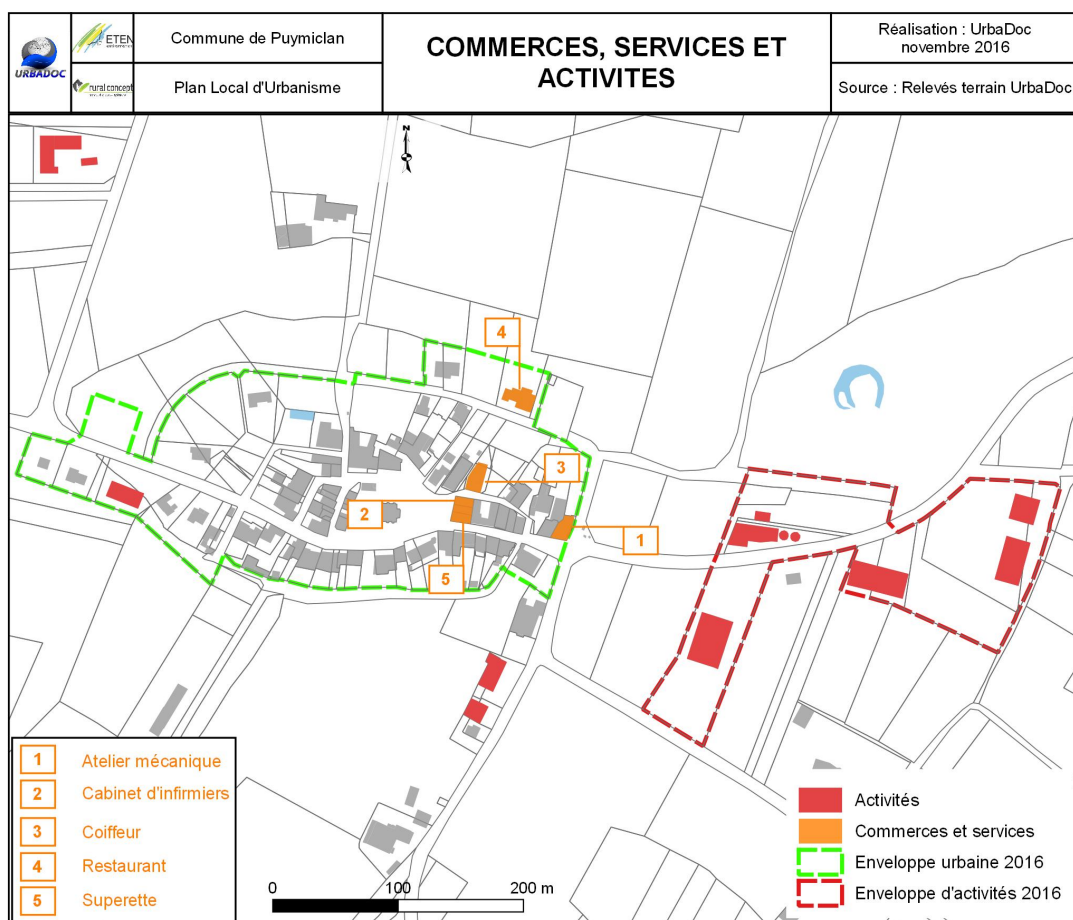 URBADOC
ETEN
environnement
rural concept
Commune de Puymiclan
Plan Local d'Urbanisme
COMMERCES, SERVICES ET
ACTIVITES
Réalisation : UrbaDoc
novembre 2016
Source : Relevés terrain UrbaDoc
N
4
3
2
1
5
1 Atelier mécanique
2 Cabinet d'infirmiers
3 Coiffeur
4 Restaurant
5 Superette
0 100 200 m
Activités
Commerces et services
Enveloppe urbaine 2016
Enveloppe d'activités 2016